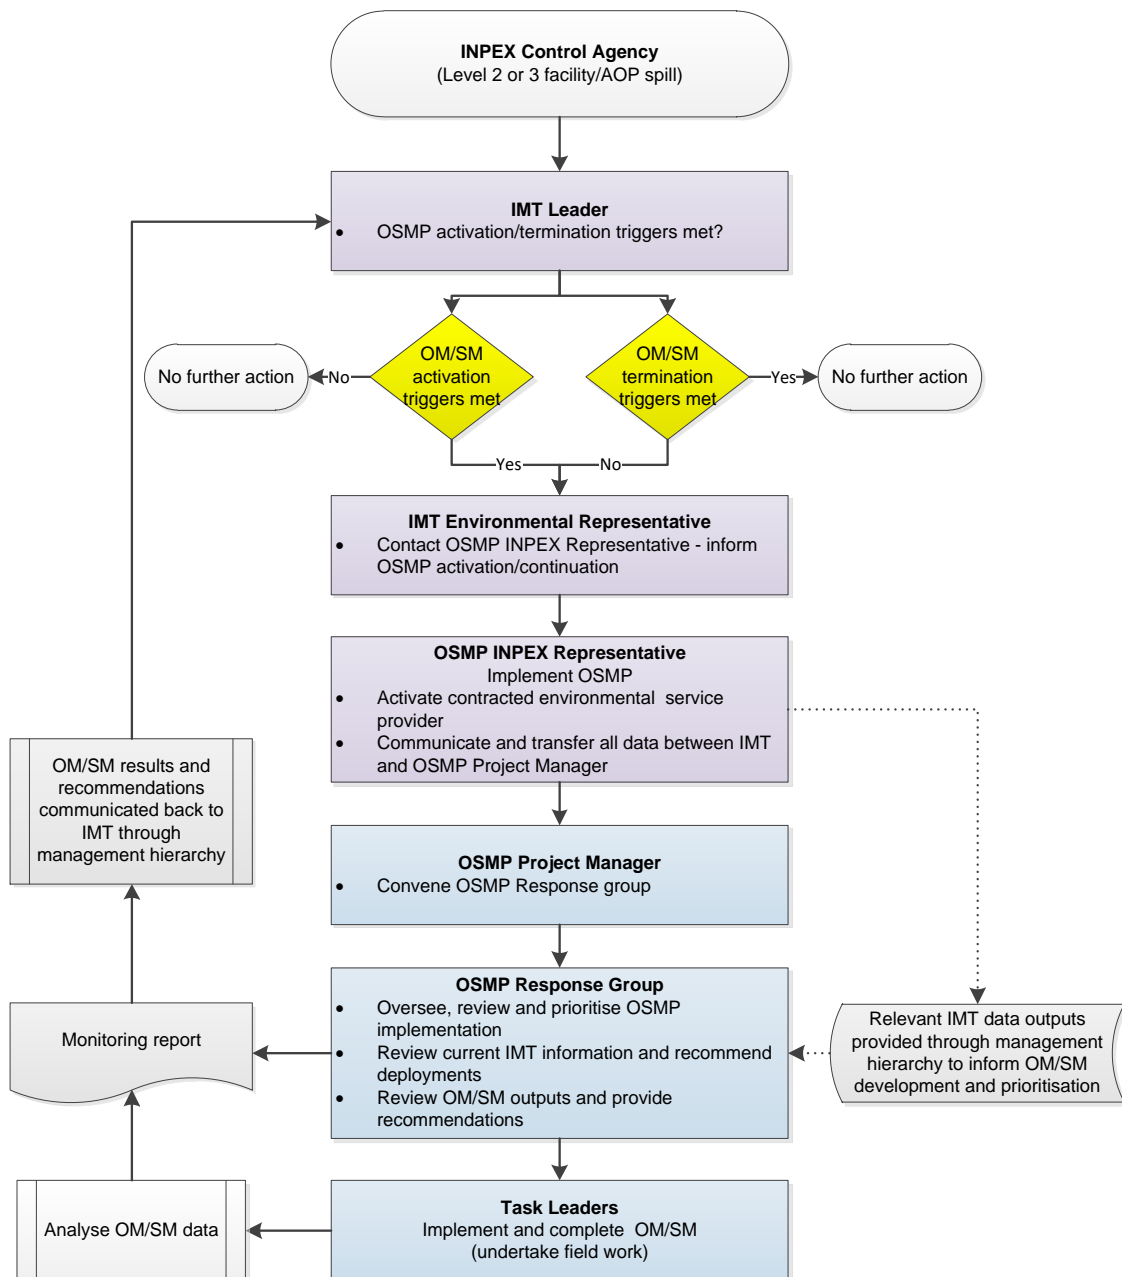 INPEX Control Agency
(Level 2 or 3 facility/AOP spill)
IMT Leader
• OSMP activation/termination triggers met?
OM/SM
activation
triggers met
OM/SM
termination
triggers met
No further action
No
Yes
No further action
Yes
No
IMT Environmental Representative
• Contact OSMP INPEX Representative - inform
OSMP activation/continuation
OSMP INPEX Representative
Implement OSMP
• Activate contracted environmental service
provider
• Communicate and transfer all data between IMT
and OSMP Project Manager
OM/SM results and
recommendations
communicated back to
IMT through
management hierarchy
OSMP Project Manager
• Convene OSMP Response group
OSMP Response Group
• Oversee, review and prioritise OSMP
implementation
• Review current IMT information and recommend
deployments
• Review OM/SM outputs and provide
recommendations
Monitoring report
Relevant IMT data outputs
provided through management
hierarchy to inform OM/SM
development and prioritisation
Task Leaders
Implement and complete OM/SM
(undertake field work)
Analyse OM/SM data